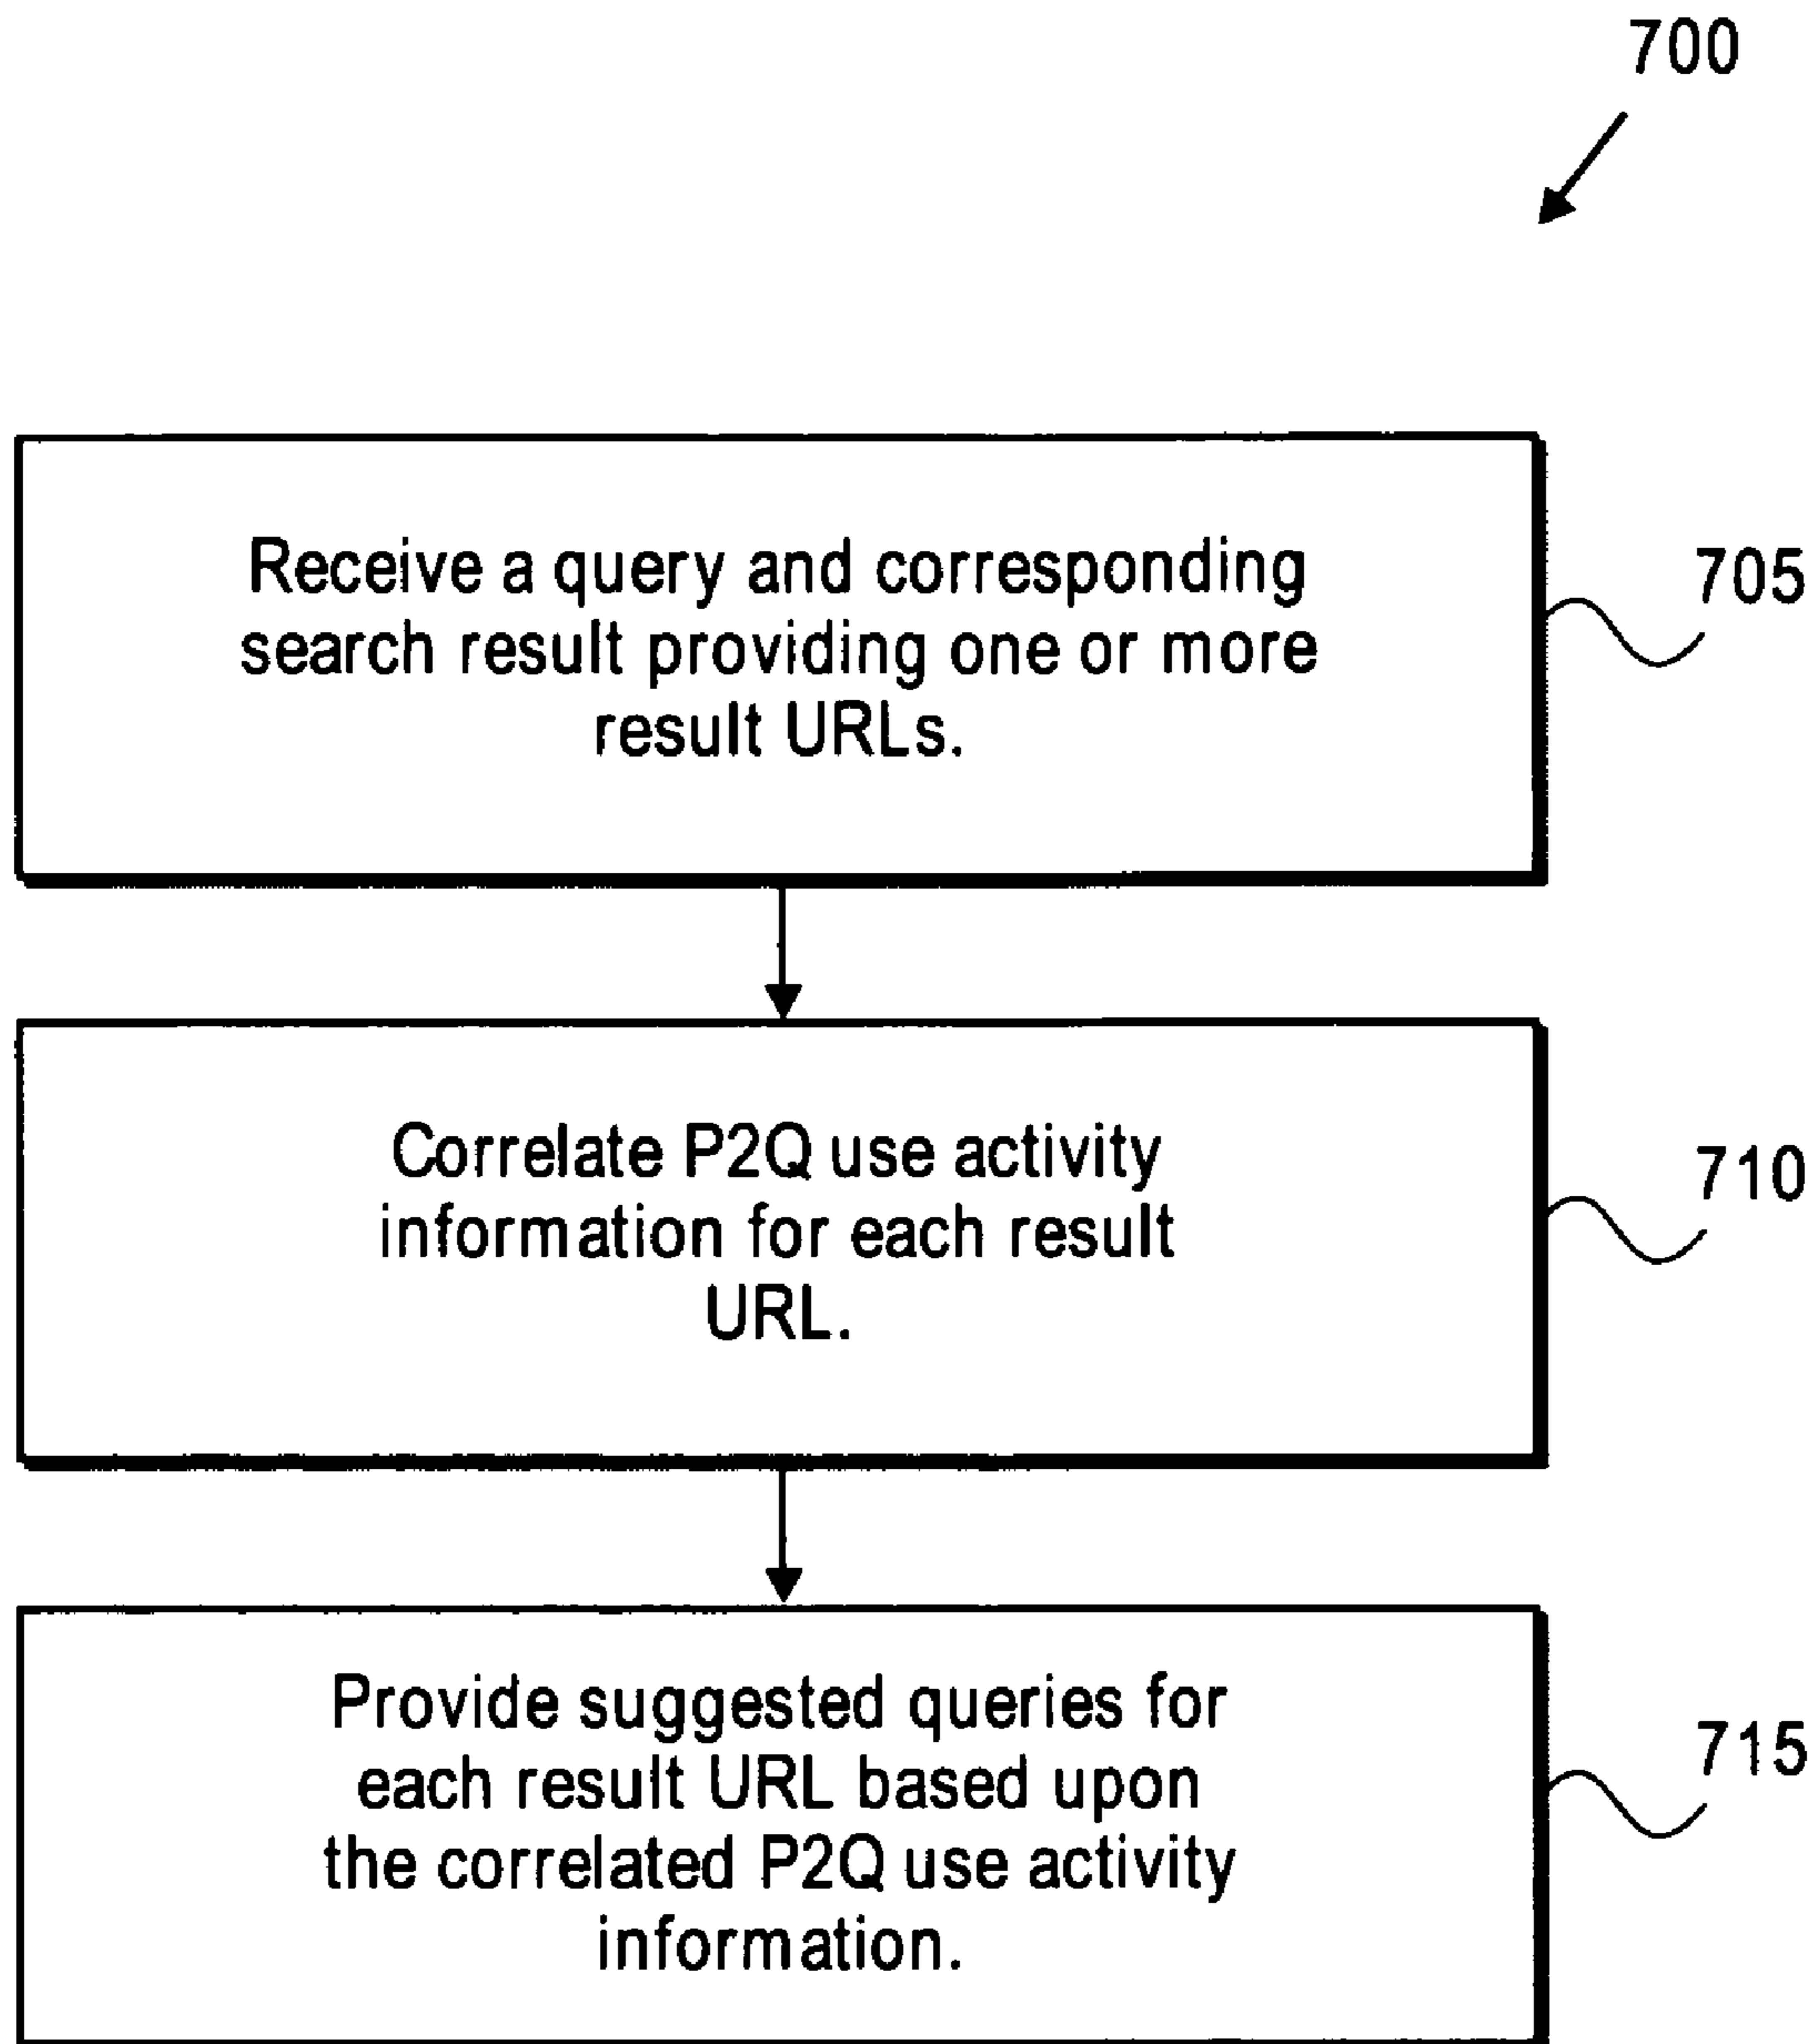 700
Receive a query and corresponding
search result providing one or more
result URLs.
705
Correlate P2Q use activity
information for each result
URL.
710
Provide suggested queries for
each result URL based upon
the correlated P2Q use activity
information.
715